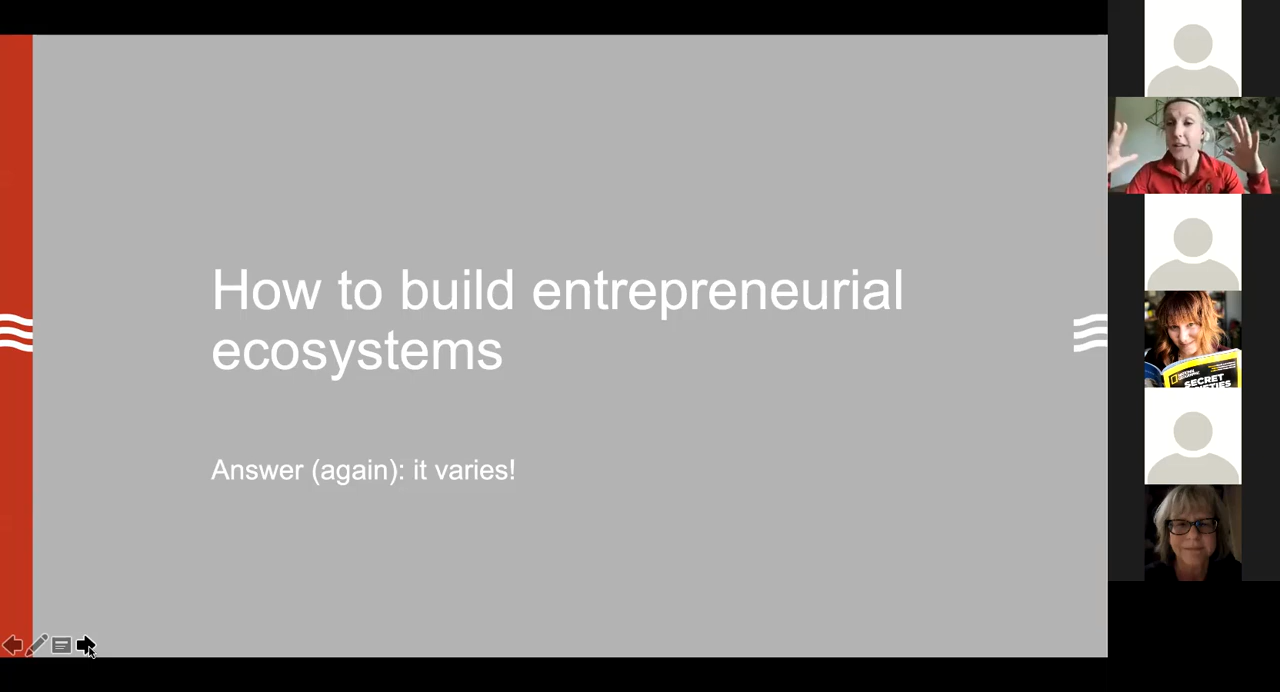 How to build entrepreneurial
ecosystems
Answer (again): it varies!
SECRET